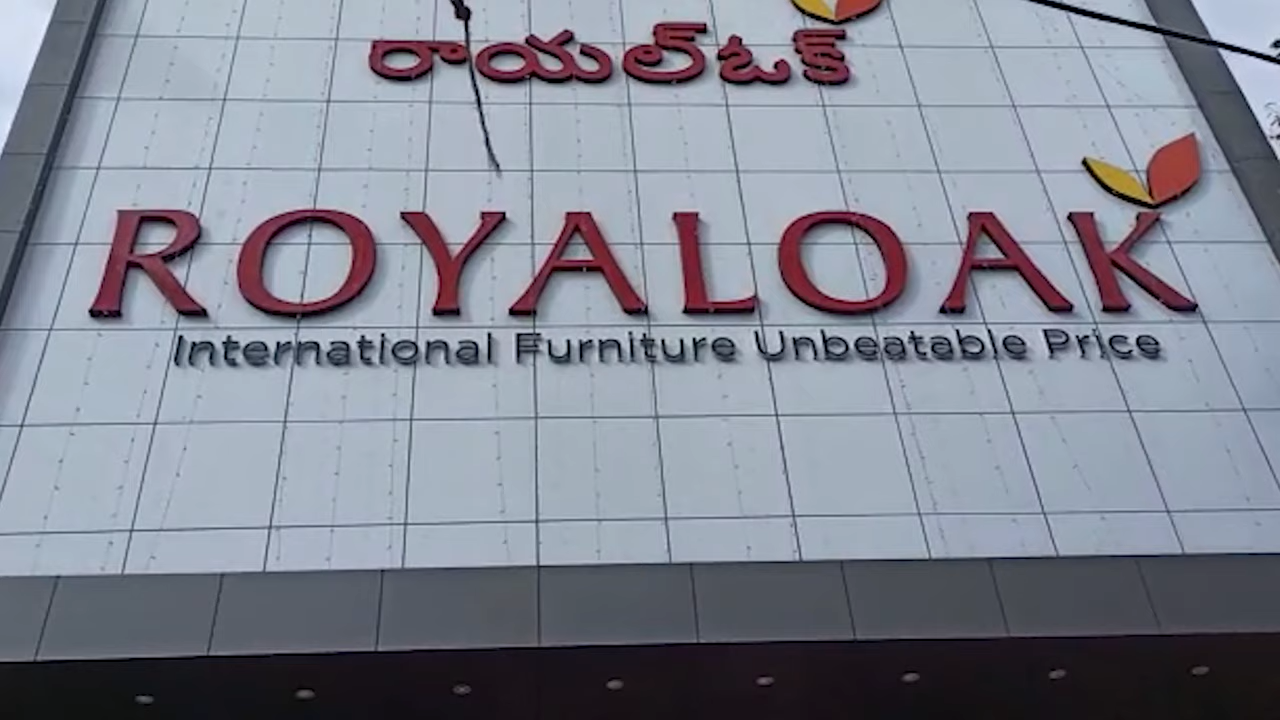 రాయల్ఓక్
ROYALOAK
International Furniture Unbeatable Price